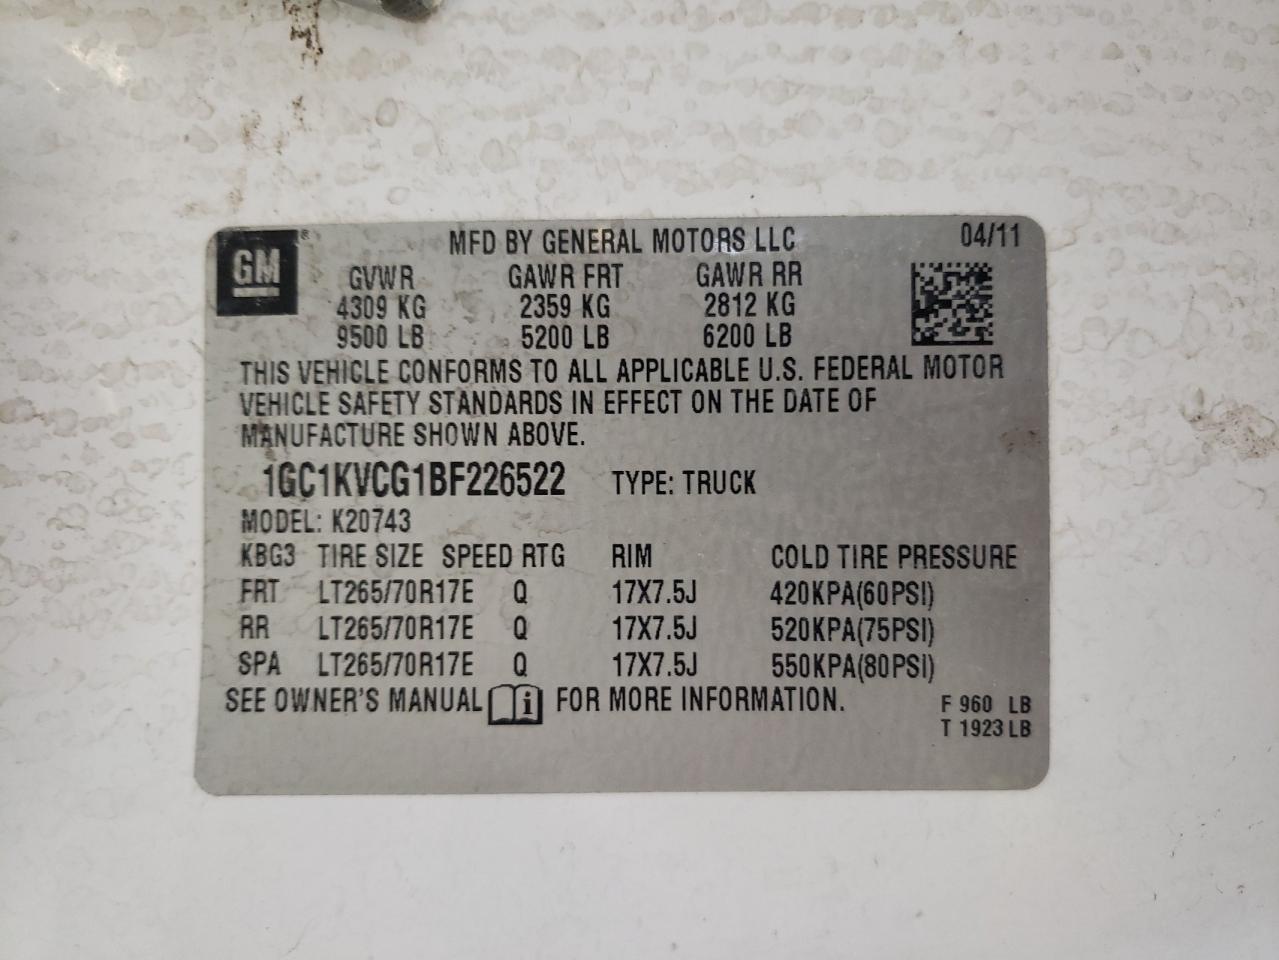 GM ® MFD BY GENERAL MOTORS LLC 04/11
GVWR GAWR FRT GAWR RR
4309 KG 2359 KG 2812 KG
9500 LB 5200 LB 6200 LB
THIS VEHICLE CONFORMS TO ALL APPLICABLE U.S. FEDERAL MOTOR
VEHICLE SAFETY STANDARDS IN EFFECT ON THE DATE OF
MANUFACTURE SHOWN ABOVE.
1GC1KVCG1BF226522 TYPE: TRUCK
MODEL: K20743
KBG3 TIRE SIZE SPEED RTG RIM COLD TIRE PRESSURE
FRT LT265/70R17E Q 17X7.5J 420KPA(60PSI)
RR LT265/70R17E Q 17X7.5J 520KPA(75PSI)
SPA LT265/70R17E Q 17X7.5J 550KPA(80PSI)
SEE OWNER'S MANUAL i FOR MORE INFORMATION.
F 960 LB
T 1923 LB